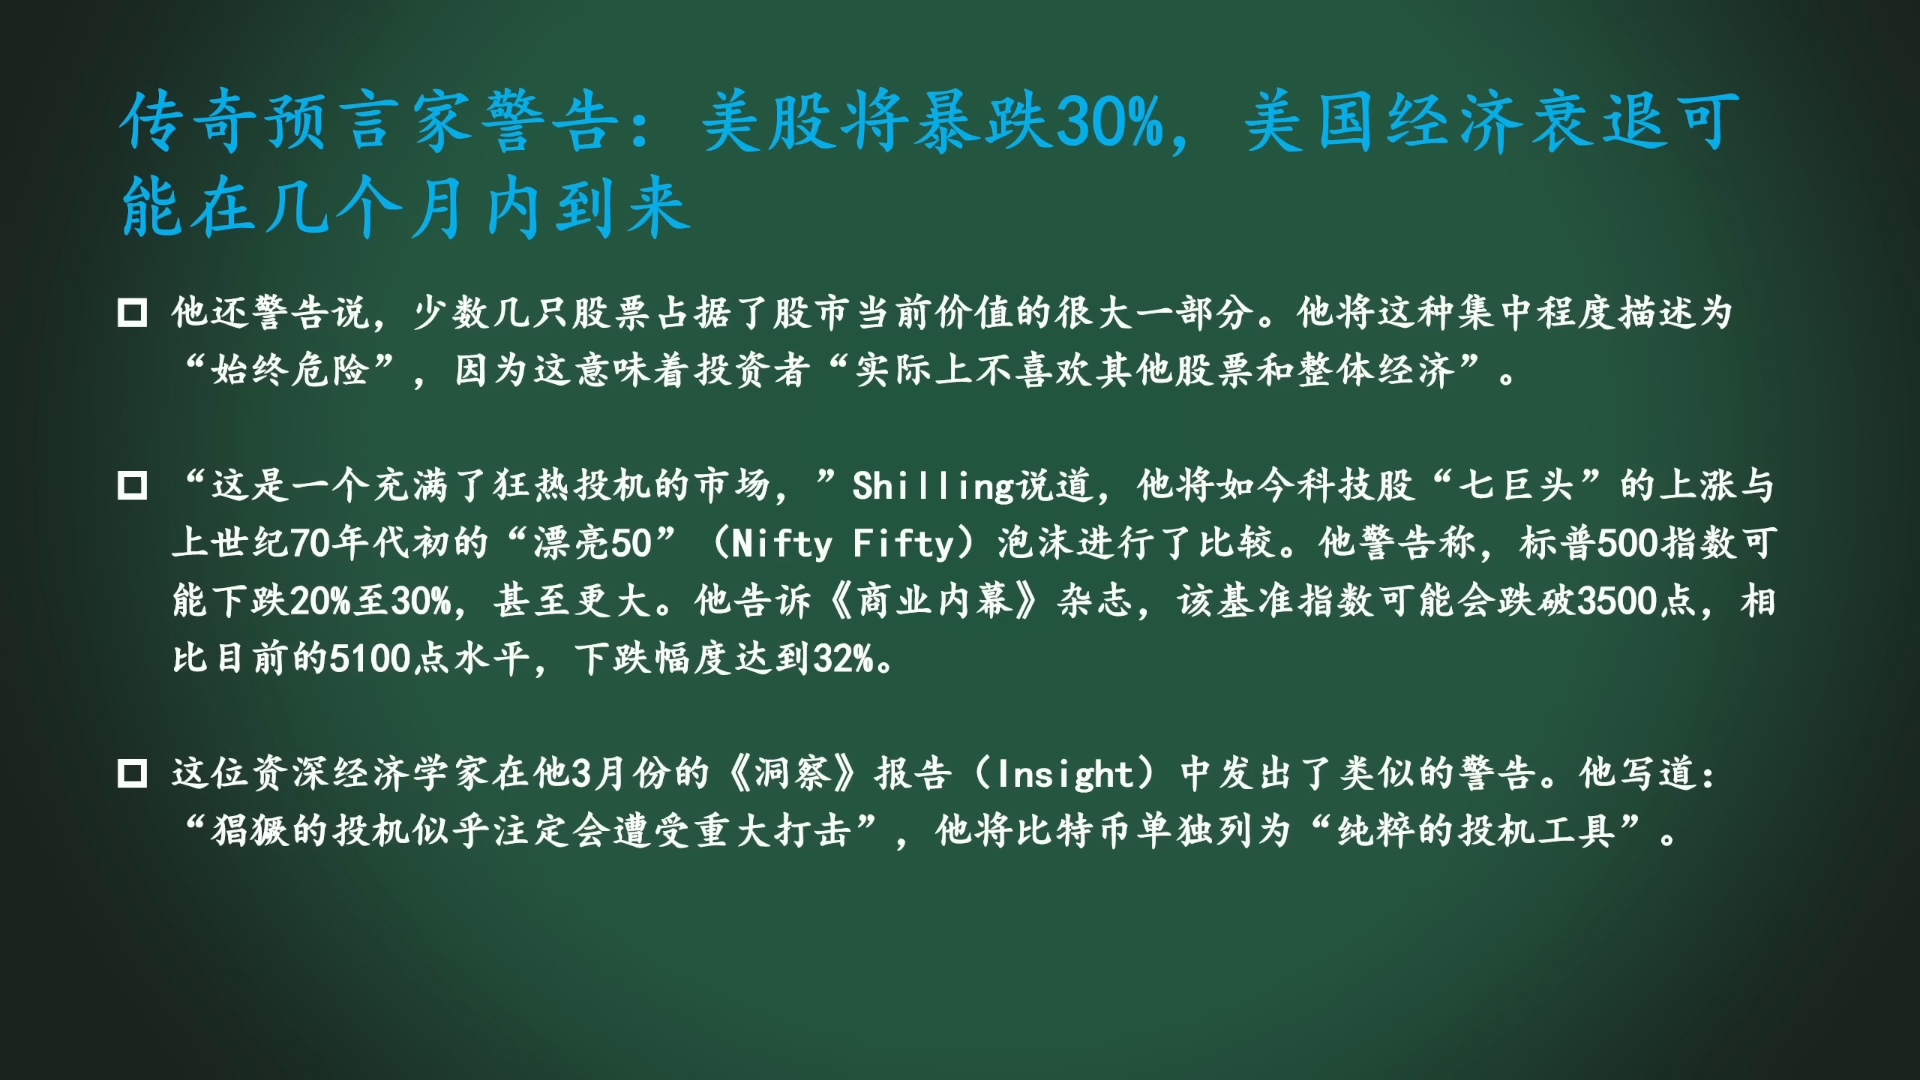 传奇预言家警告：美股将暴跌30%，美国经济衰退可
能在几个月内到来
他还警告说，少数几只股票占据了股市当前价值的很大一部分。他将这种集中程度描述为
“始终危险”，因为这意味着投资者“实际上不喜欢其他股票和整体经济”。
“这是一个充满了狂热投机的市场，”Shilling说道，他将如今科技股“七巨头”的上涨与
上世纪70年代初的“漂亮50”（Nifty Fifty）泡沫进行了比较。他警告称，标普500指数可
能下跌20%至30%，甚至更大。他告诉《商业内幕》杂志，该基准指数可能会跌破3500点，相
比目前的5100点水平，下跌幅度达到32%。
这位资深经济学家在他3月份的《洞察》报告（Insight）中发出了类似的警告。他写道：
“猖獗的投机似乎注定会遭受重大打击”，他将比特币单独列为“纯粹的投机工具”。